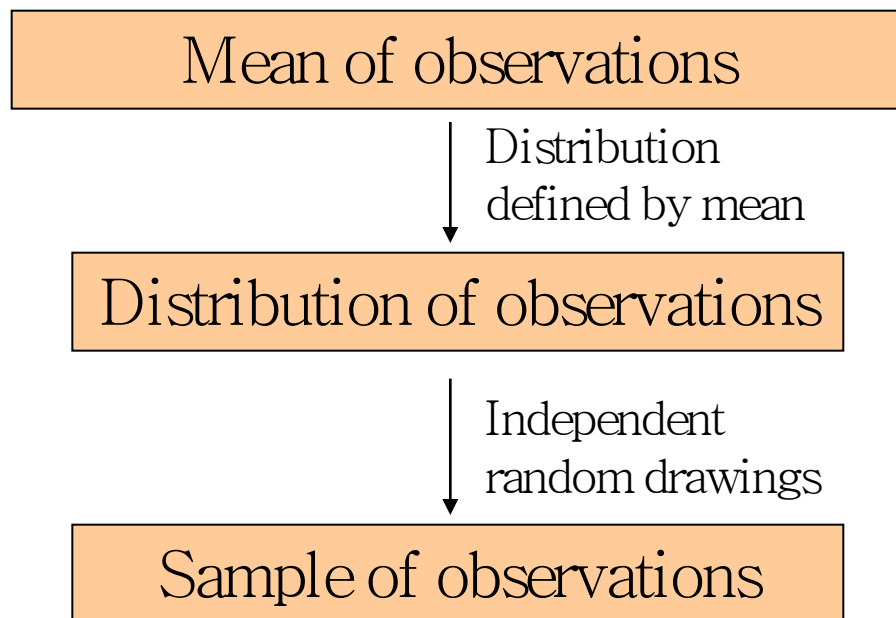 Mean of observations
Distribution
defined by mean
Distribution of observations
Independent
random drawings
Sample of observations